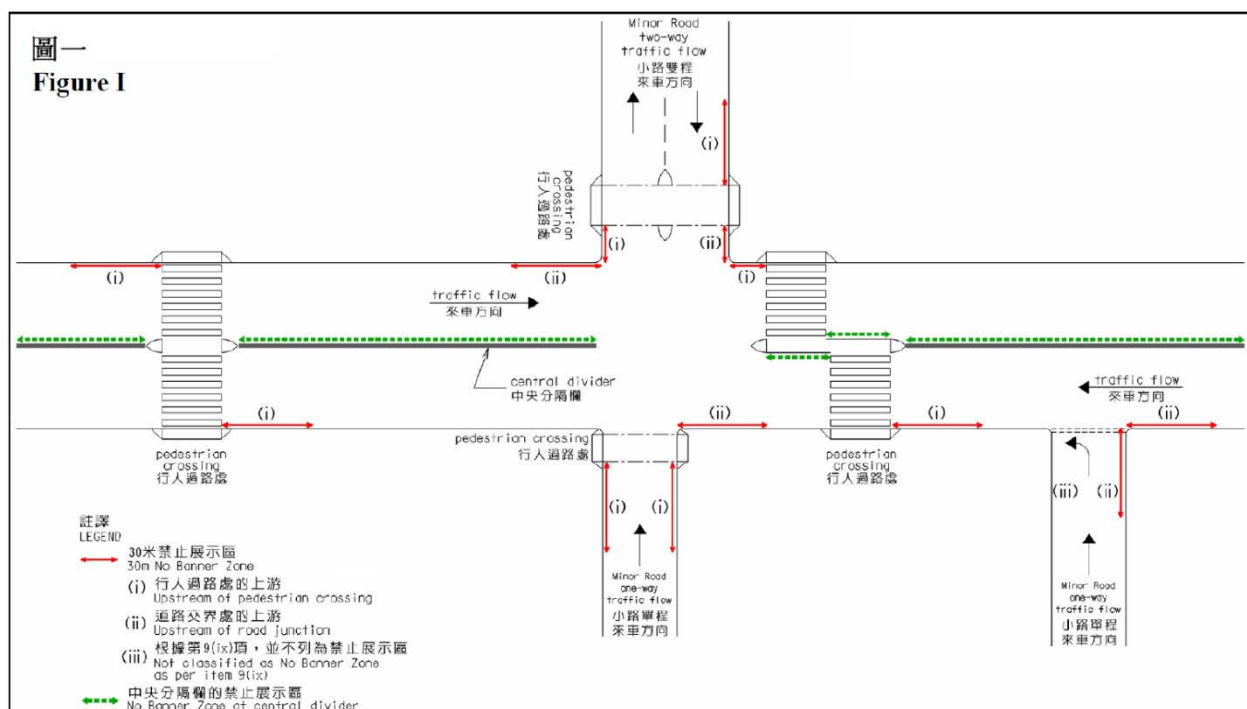 圖一
Figure I
Minor Road
two-way
traffic flow
小路雙程
來車方向
(i)
pedestrian
crossing
行人過路處
(i)
(ii)
(i)
(ii)
(i)
traffic flow
來車方向
central divider
中央分隔欄
traffic flow
來車方向
(i)
(ii)
(i)
(ii)
pedestrian crossing
行人過路處
pedestrian
crossing
行人過路處
pedestrian
crossing
行人過路處
(i)
(i)
(iii)
(ii)
Minor Road
one-way
traffic flow
小路單程
來車方向
Minor Road
one-way
traffic flow
小路單程
來車方向
註譯
LEGEND
30米禁止展示區
30m No Banner Zone
(i) 行人過路處的上游
Upstream of pedestrian crossing
(ii) 道路交界處的上游
Upstream of road junction
(iii) 根據第9(ix)項，並不列為禁止展示區
Not classified as No Banner Zone
as per item 9(ix)
中央分隔欄的禁止展示區
No Banner Zone at central divider